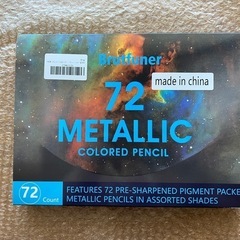 Brutfuner
made in china
72
METALLIC
COLORED PENCIL
72 Count
FEATURES 72 PRE-SHARPENED PIGMENT PACKE
METALLIC PENCILS IN ASSORTED SHADES